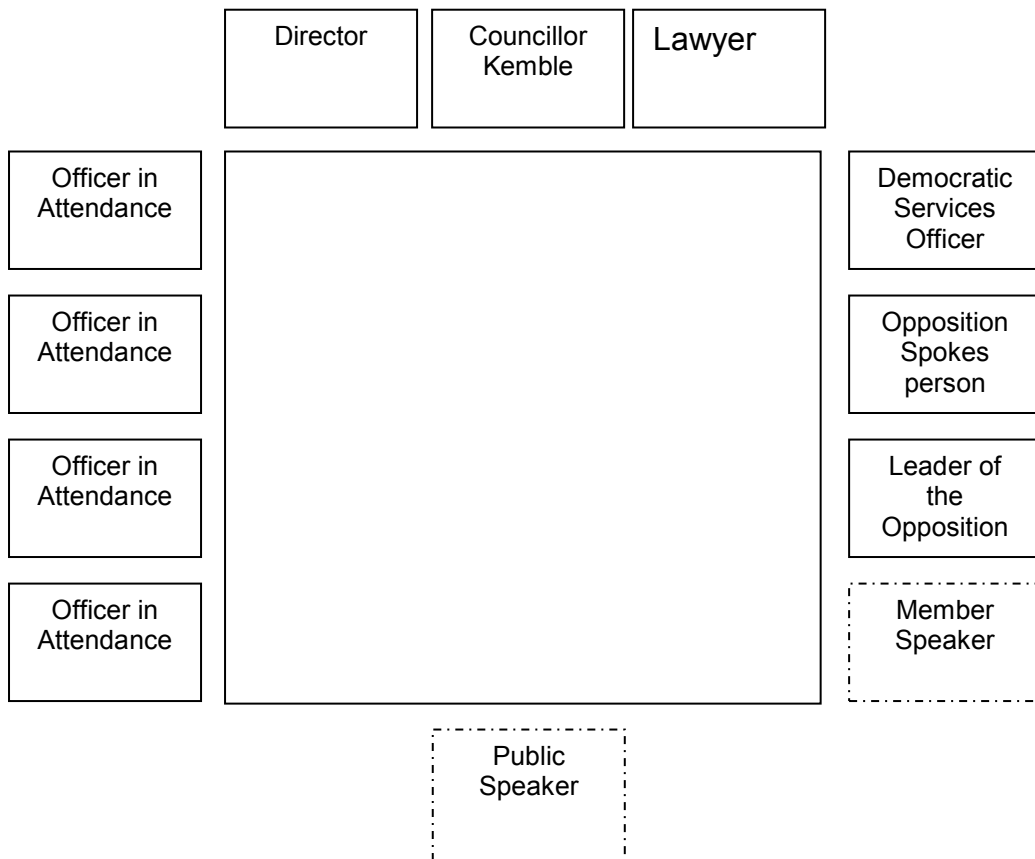 Director
Councillor
Kemble
Lawyer
Officer in
Attendance
Democratic
Services
Officer
Officer in
Attendance
Opposition
Spokes
person
Officer in
Attendance
Leader of
the
Opposition
Officer in
Attendance
Member
Speaker
Public
Speaker